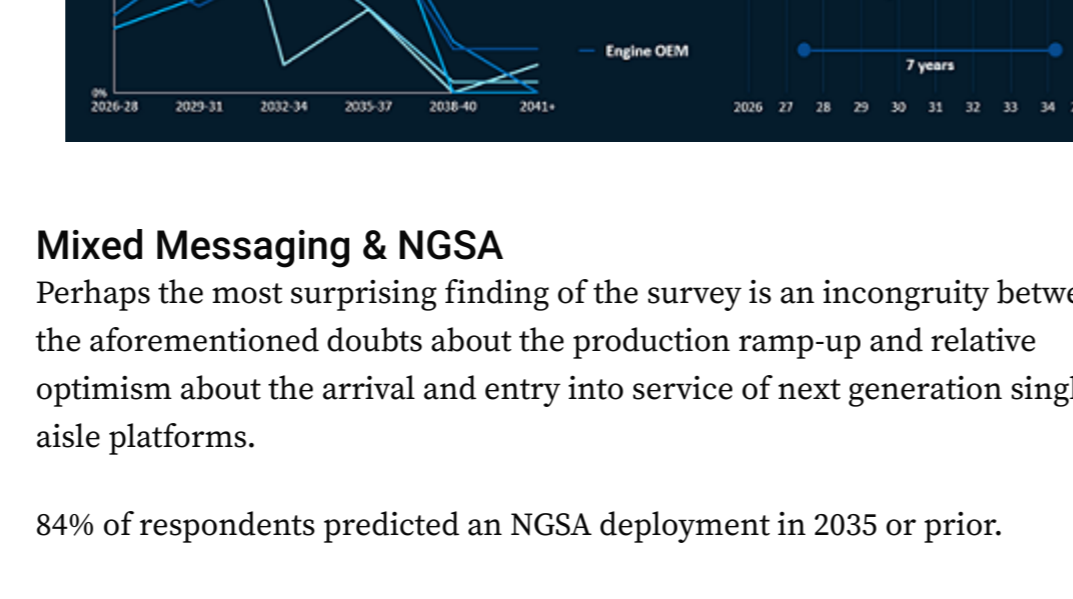 Engine OEM
7 years
0%
2026-28 2029-31 2032-34 2035-37 2038-40 2041+
2026 27 28 29 30 31 32 33 34
Mixed Messaging & NGSA
Perhaps the most surprising finding of the survey is an incongruity betwe
the aforementioned doubts about the production ramp-up and relative
optimism about the arrival and entry into service of next generation singl
aisle platforms.
84% of respondents predicted an NGSA deployment in 2035 or prior.